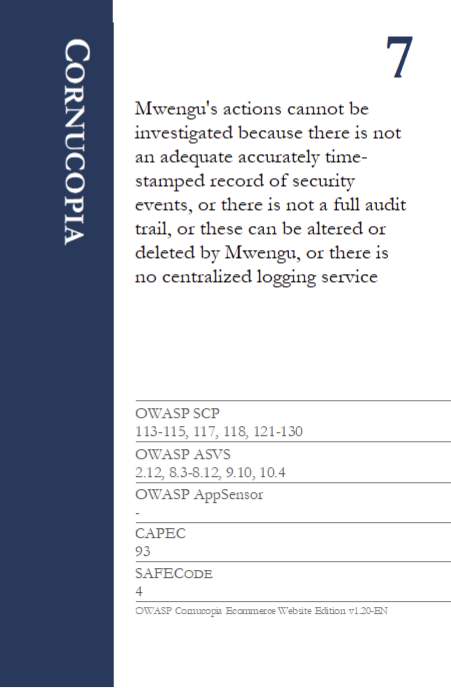 CORNUCOPIA
7
Mwengu's actions cannot be
investigated because there is not
an adequate accurately time-
stamped record of security
events, or there is not a full audit
trail, or these can be altered or
deleted by Mwengu, or there is
no centralized logging service
OWASP SCP
113-115, 117, 118, 121-130
OWASP ASVS
2.12, 8.3-8.12, 9.10, 10.4
OWASP AppSensor
-
CAPEC
93
SAFECODE
4
OWASP Cornucopia Ecommerce Website Edition v1.20-EN